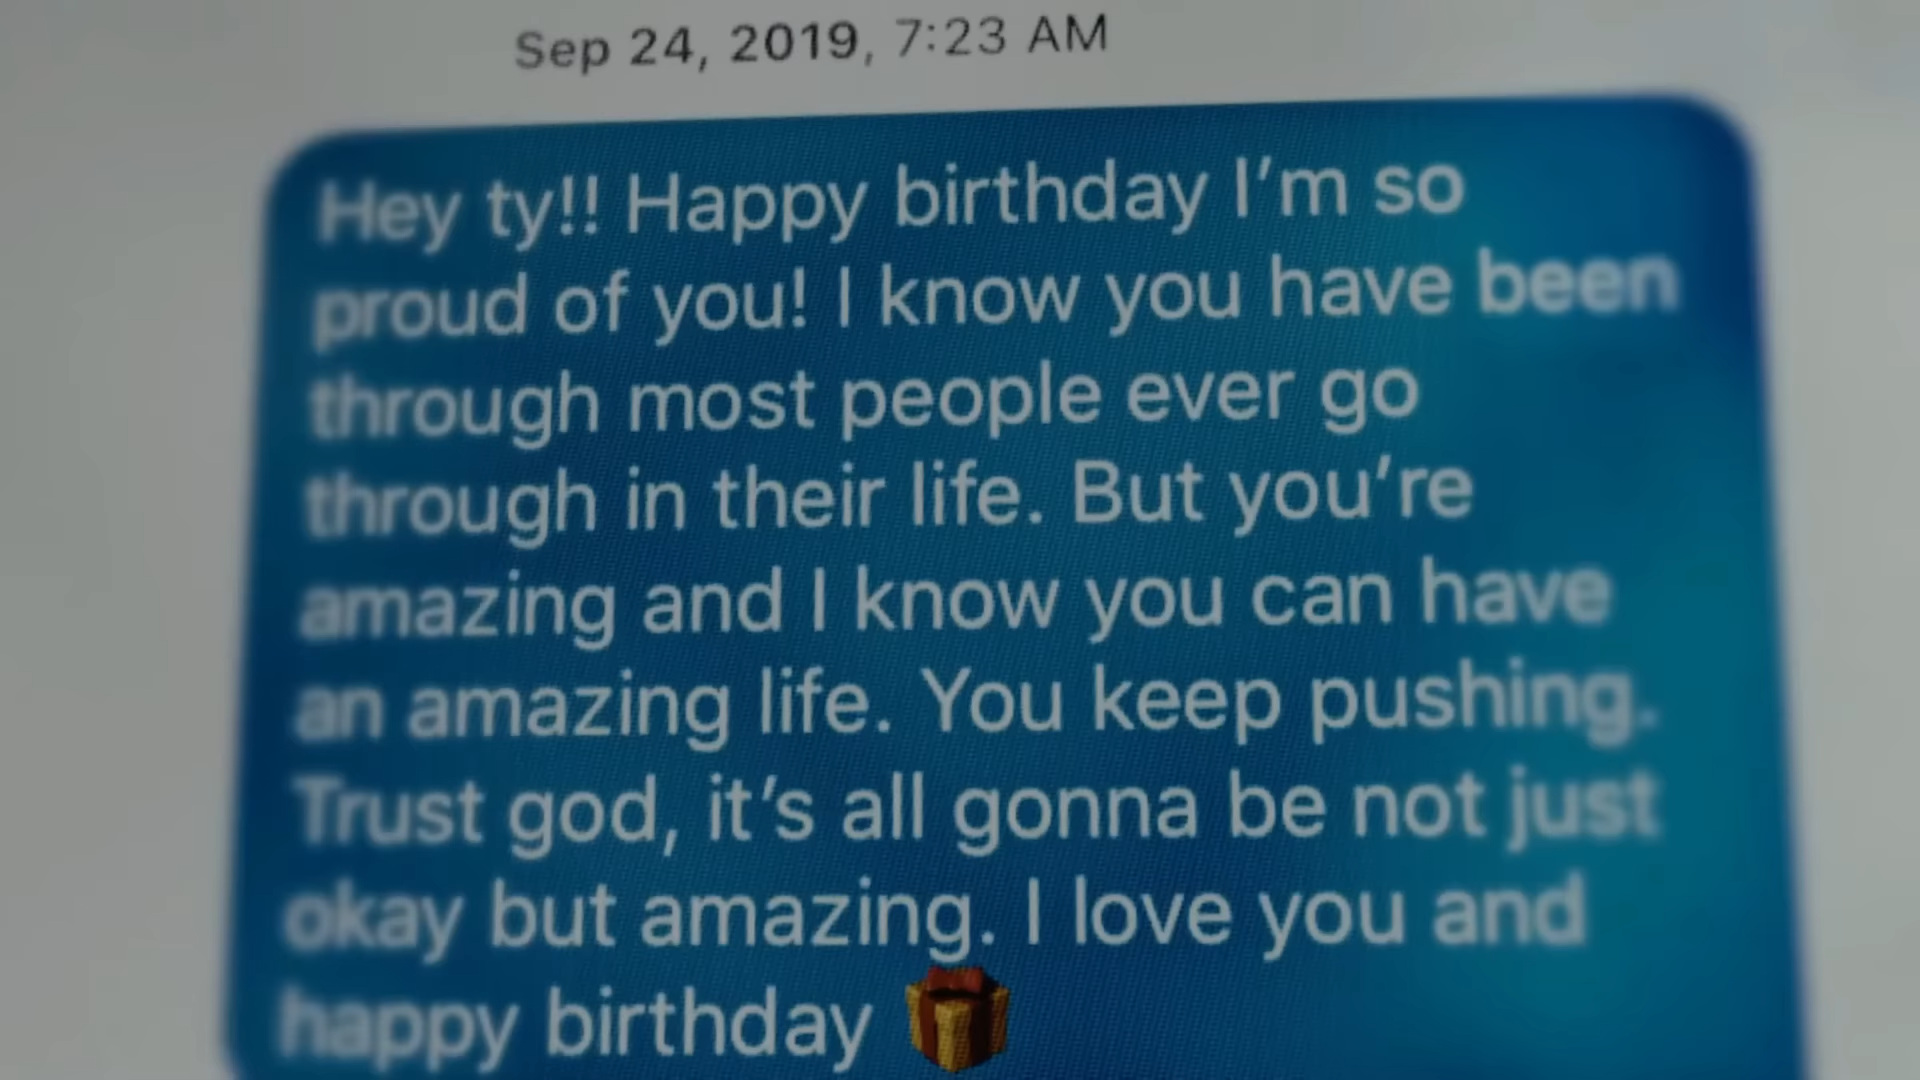 Sep 24, 2019, 7:23 AM
Hey ty!! Happy birthday I'm so
proud of you! I know you have been
through most people ever go
through in their life. But you're
amazing and I know you can have
an amazing life. You keep pushing.
Trust god, it's all gonna be not just
okay but amazing. I love you and
happy birthday 🎁